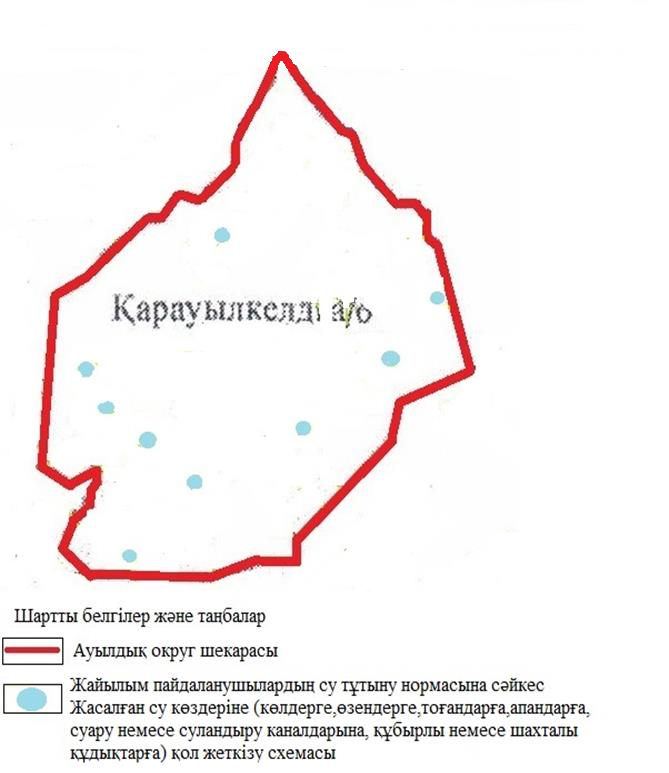 Қарауылкелді а/о
Шартты белгілер және таңбалар
Ауылдық округ шекарасы
Жайылым пайдаланушылардың су тұтыну нормасына сәйкес
Жасалған су көздеріне (көлдерге,өзендерге,тоғандарға,апандарға,
суару немесе суландыру каналдарына, құбырлы немесе шахталы
құдықтарға) қол жеткізу схемасы